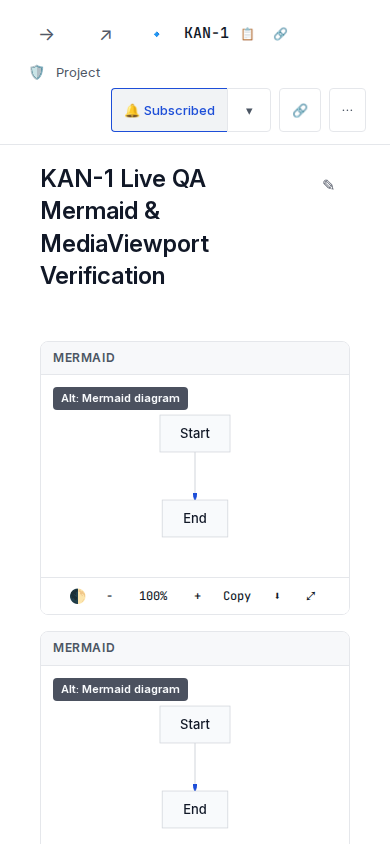 KAN-1
Project
Subscribed
KAN-1 Live QA
Mermaid &
MediaViewport
Verification
MERMAID
Alt: Mermaid diagram
Start
End
- 100% + Copy
MERMAID
Alt: Mermaid diagram
Start
End